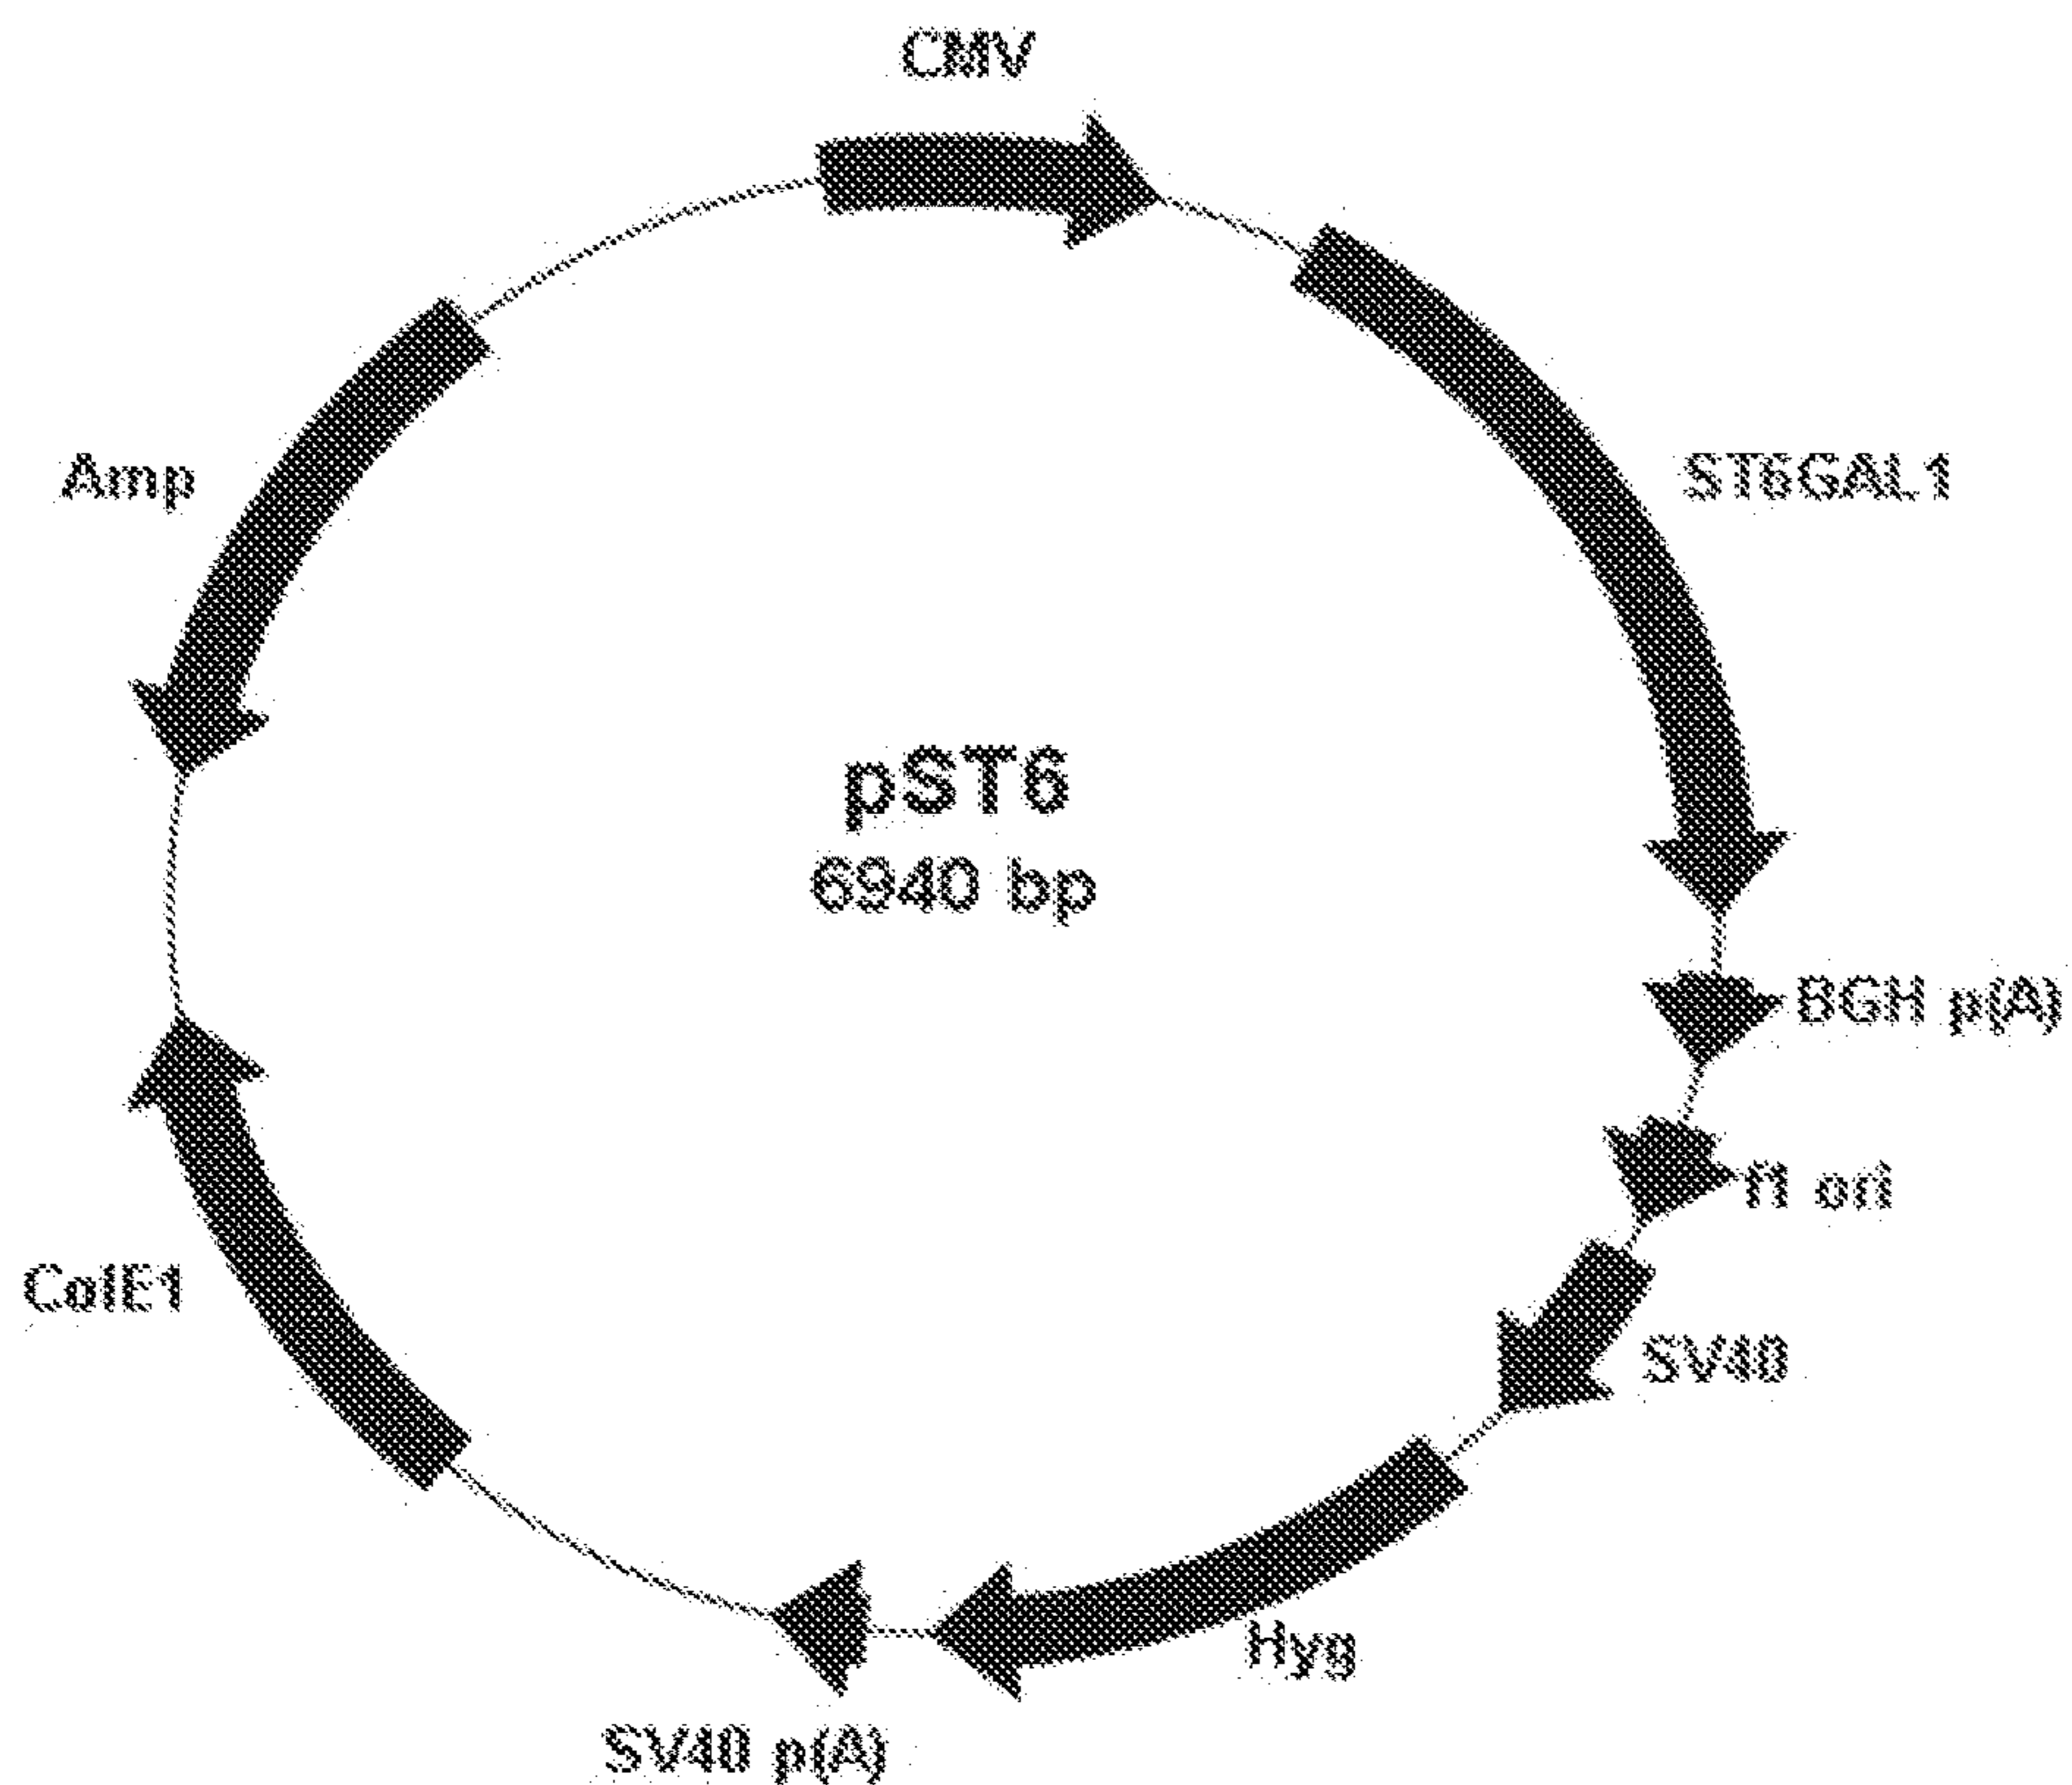 CMV
Amp
ST6GAL1
pST6
6940 bp
BGH p(A)
f1 ori
ColE1
SV40
Hyg
SV40 p(A)